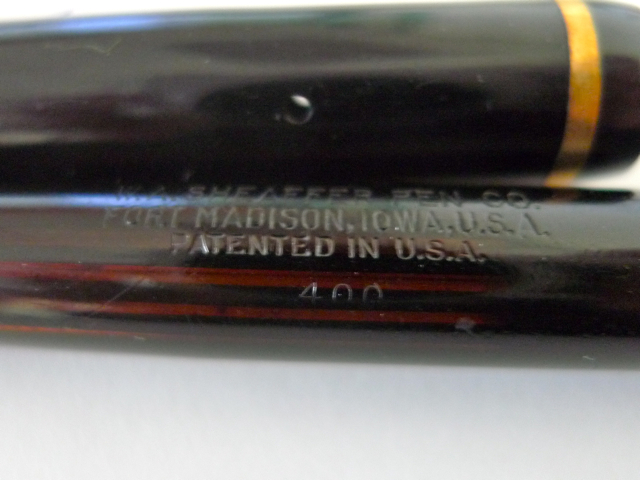 W.A. SHEAFFER PEN CO.
FORT MADISON, IOWA, U.S.A.
PATENTED IN U.S.A.
400